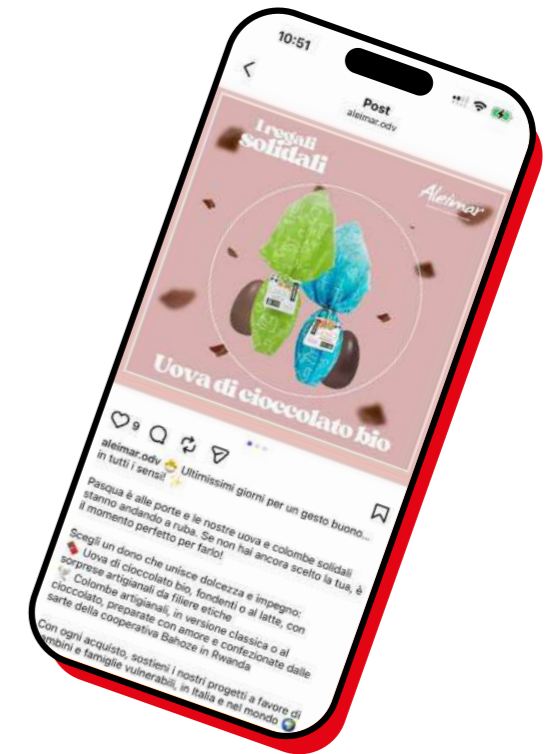 10:51
Post
aleimar.odv
I regali
solidali
Aleimar
Uova di cioccolato bio
9
aleimar.odv 🐣 Ultimissimi giorni per un gesto buono...
in tutti i sensi! ✨
Pasqua è alle porte e le nostre uova e colombe solidali
stanno andando a ruba. Se non hai ancora scelto la tua, è
il momento perfetto per farlo!
Scegli un dono che unisce dolcezza e impegno:
🍫 Uova di cioccolato bio, fondenti o al latte, con
sorprese artigianali da filiere etiche
🕊️ Colombe artigianali, in versione classica o al
cioccolato, preparate con amore e confezionate dalle
sarte della cooperativa Bahoze in Rwanda
Con ogni acquisto, sostieni i nostri progetti a favore di
ambini e famiglie vulnerabili, in Italia e nel mondo 🌍